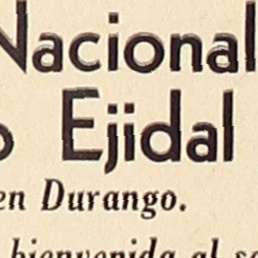 Nacional
o Ejidal
en Durango.
bienvenida al